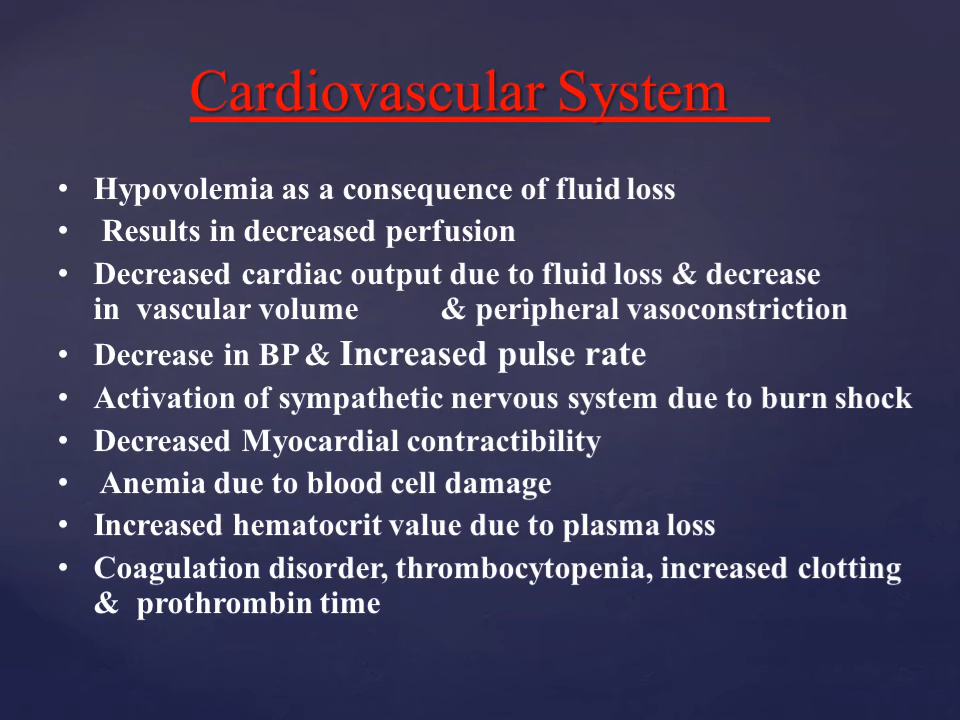 Cardiovascular System
• Hypovolemia as a consequence of fluid loss
• Results in decreased perfusion
• Decreased cardiac output due to fluid loss & decrease
in vascular volume & peripheral vasoconstriction
• Decrease in BP & Increased pulse rate
• Activation of sympathetic nervous system due to burn shock
• Decreased Myocardial contractibility
• Anemia due to blood cell damage
• Increased hematocrit value due to plasma loss
• Coagulation disorder, thrombocytopenia, increased clotting
& prothrombin time